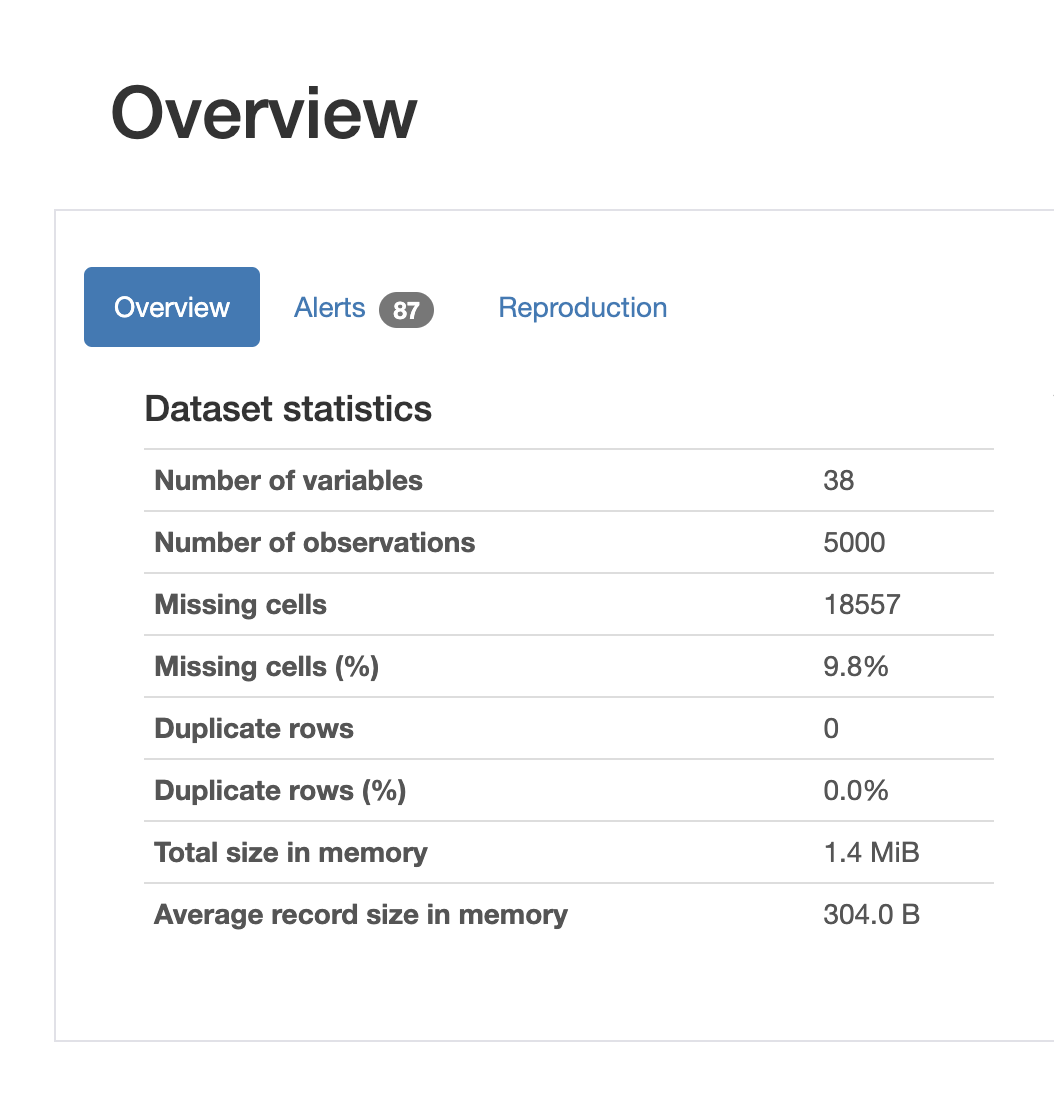 Overview
Overview Alerts 87 Reproduction
Dataset statistics
Number of variables 38
Number of observations 5000
Missing cells 18557
Missing cells (%) 9.8%
Duplicate rows 0
Duplicate rows (%) 0.0%
Total size in memory 1.4 MiB
Average record size in memory 304.0 B